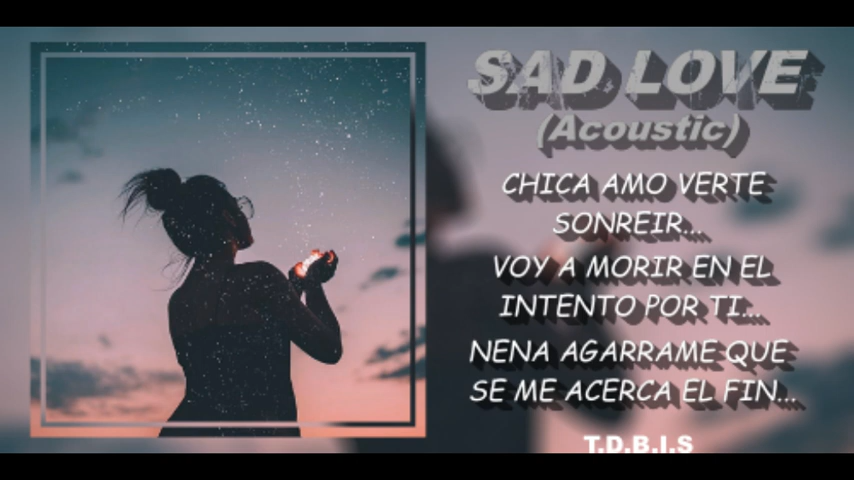 SAD LOVE
(Acoustic)
CHICA AMO VERTE
SONREIR...
VOY A MORIR EN EL
INTENTO POR TI...
NENA AGARRAME QUE
SE ME ACERCA EL FIN...
T.D.B.I.S